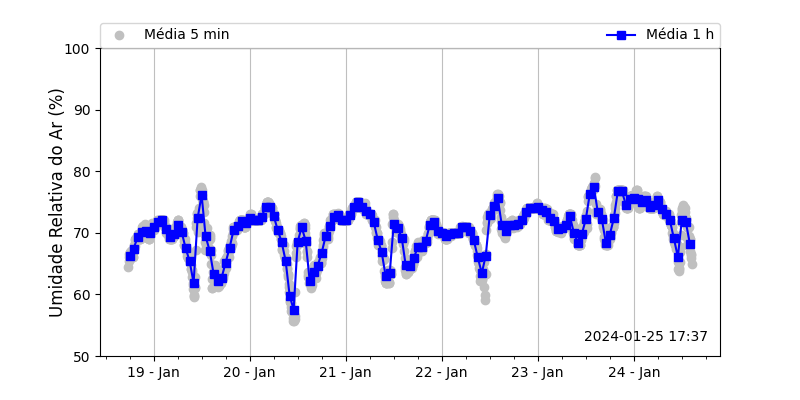 Média 5 min
Média 1 h
Umidade Relativa do Ar (%)
100
90
80
70
60
50
2024-01-25 17:37
19 - Jan
20 - Jan
21 - Jan
22 - Jan
23 - Jan
24 - Jan